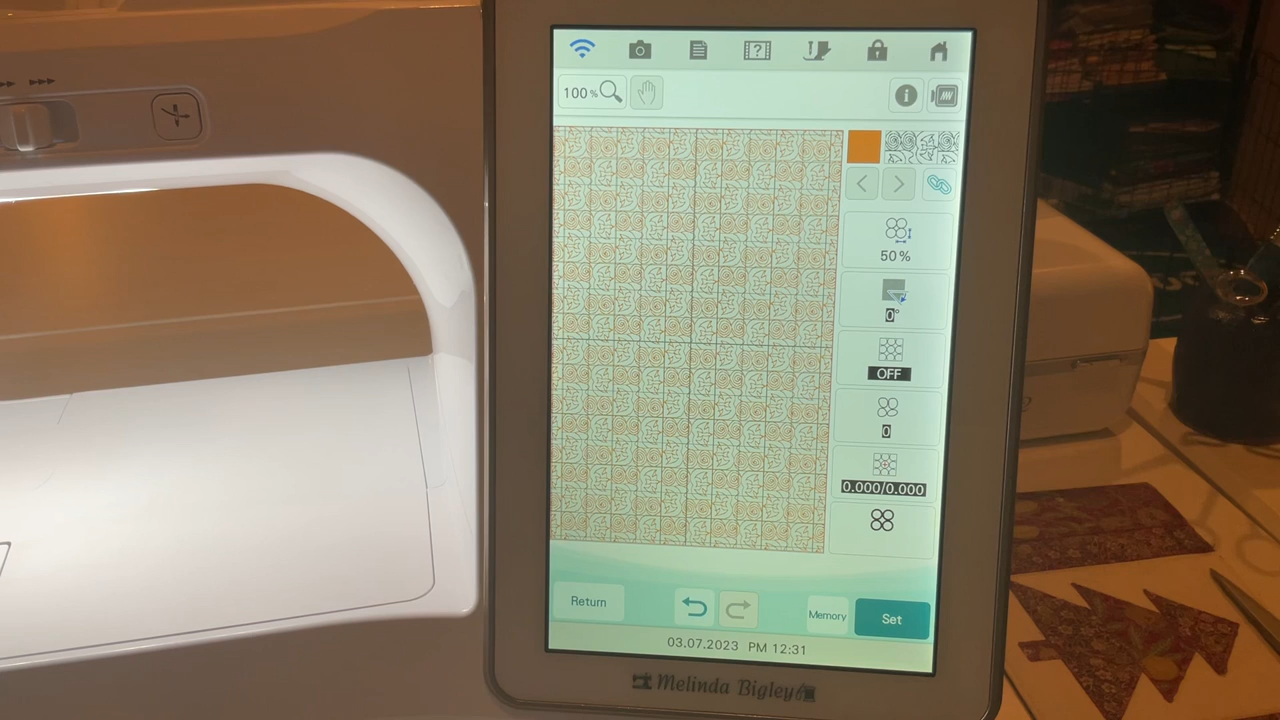 100%
50%
0°
OFF
0
0.000/0.000
Return
Memory
Set
03.07.2023 PM 12:31
Melinda Bigley